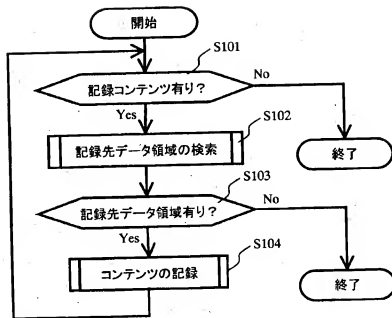 開始
S101
記録コンテンツ有り？
No
Yes
S102
記録先データ領域の検索
終了
S103
記録先データ領域有り？
No
Yes
S104
コンテンツの記録
終了